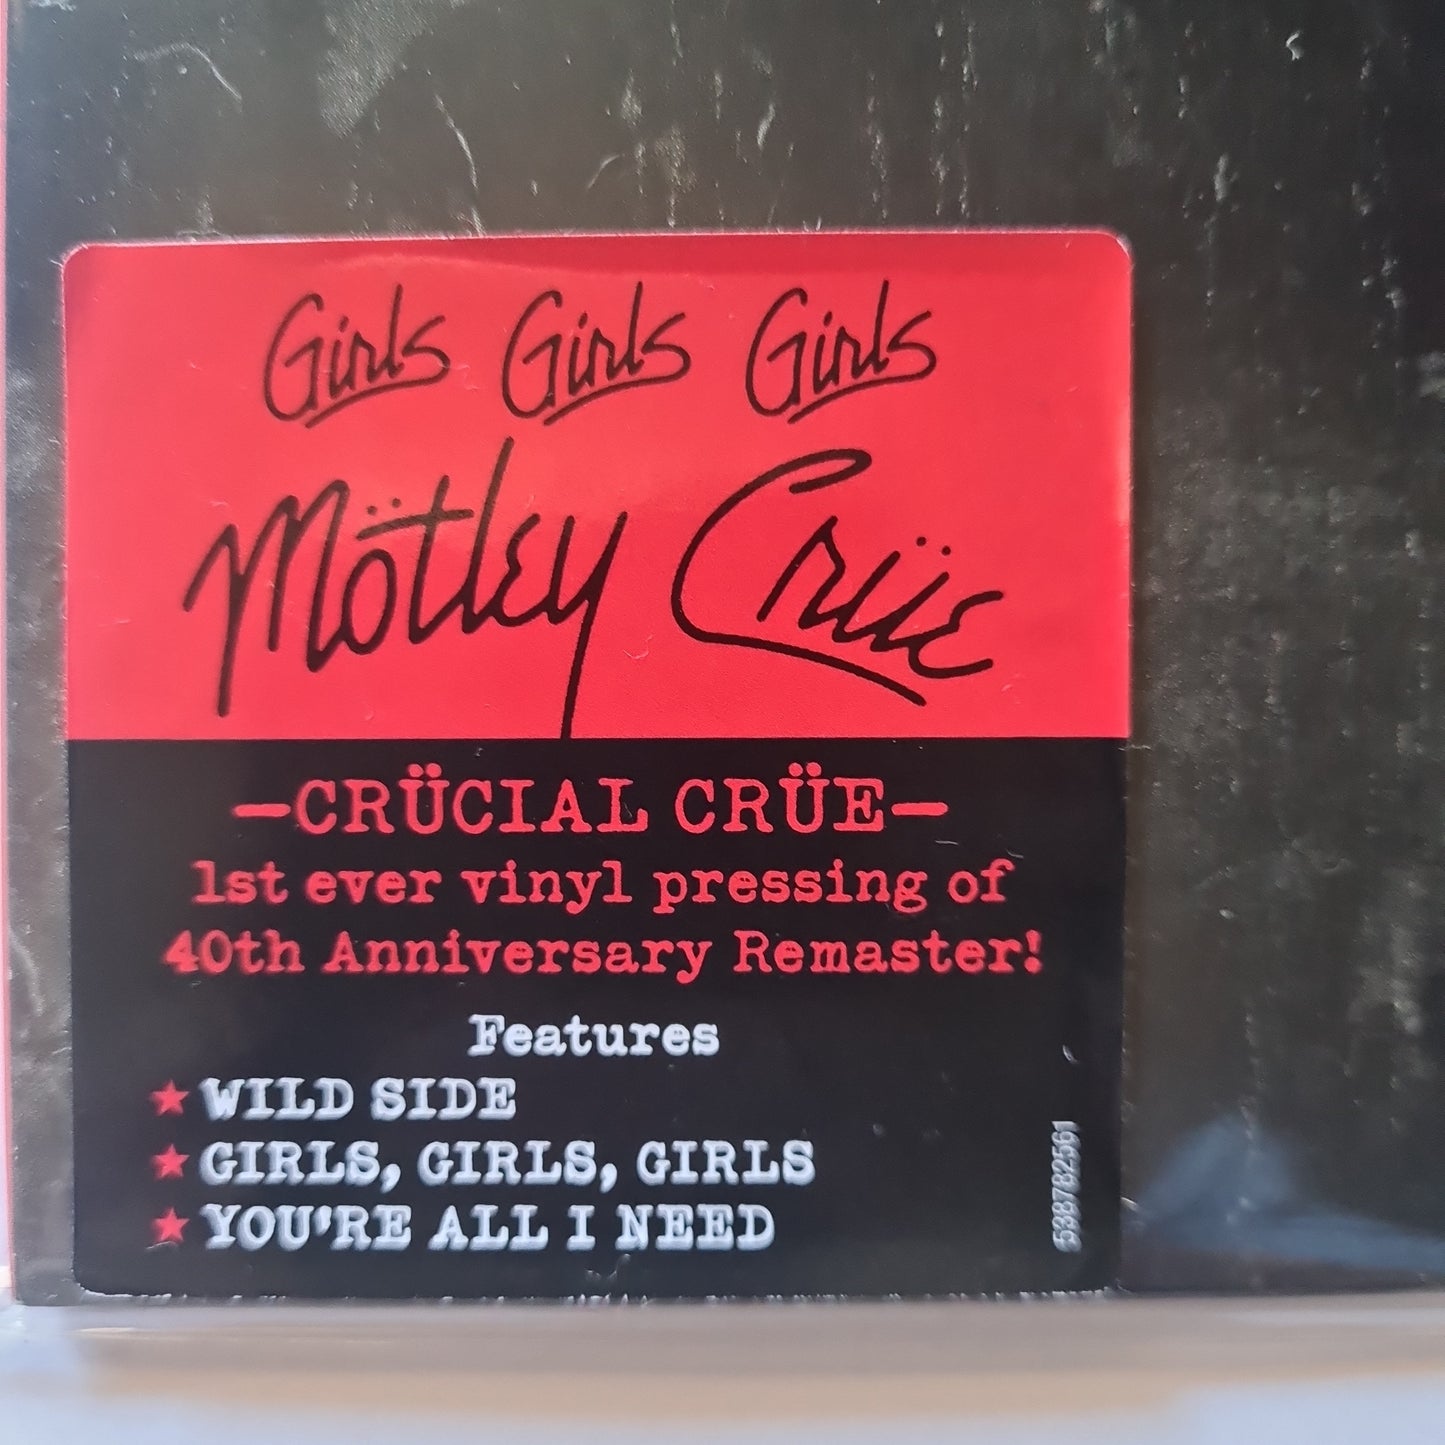 Girls Girls Girls
Mötley Crüe
—CRÜCIAL CRÜE—
1st ever vinyl pressing of
40th Anniversary Remaster!
Features
★ WILD SIDE
★ GIRLS, GIRLS, GIRLS
★ YOU'RE ALL I NEED
538782561